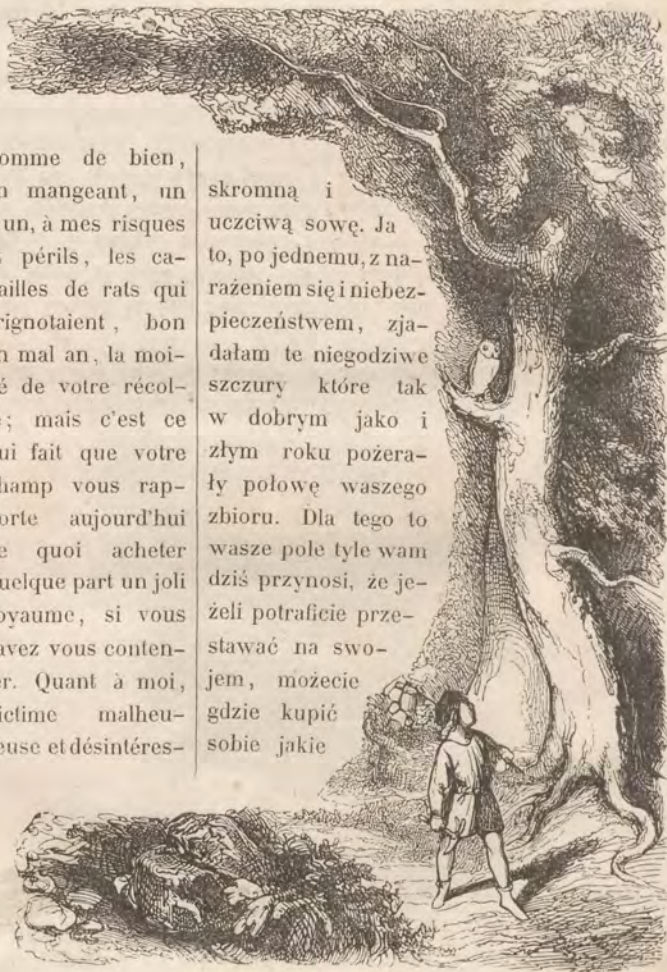 omme de bien,
n mangeant, un
un, à mes risques
périls, les ca-
ailles de rats qui
rignotaient, bon
n mal an, la moi-
é de votre récol-
e; mais c'est ce
ui fait que votre
hamp vous rap-
orte aujourd'hui
e quoi acheter
uelque part un joli
oyaume, si vous
avez vous conten-
er. Quant à moi,
ictime malheu-
euse et désintéres-
skromną i
uczciwą sowę. Ja
to, po jednemu, z na-
rażeniem się i niebez-
pieczeństwem, zja-
dałam te niegodziwe
szczury które tak
w dobrym jako i
złym roku pożera-
ły połowę waszego
zbioru. Dla tego to
wasze pole tyle wam
dziś przynosi, że je-
żeli potraficie prze-
stawać na swo-
jem, możecie
gdzie kupić
sobie jakie